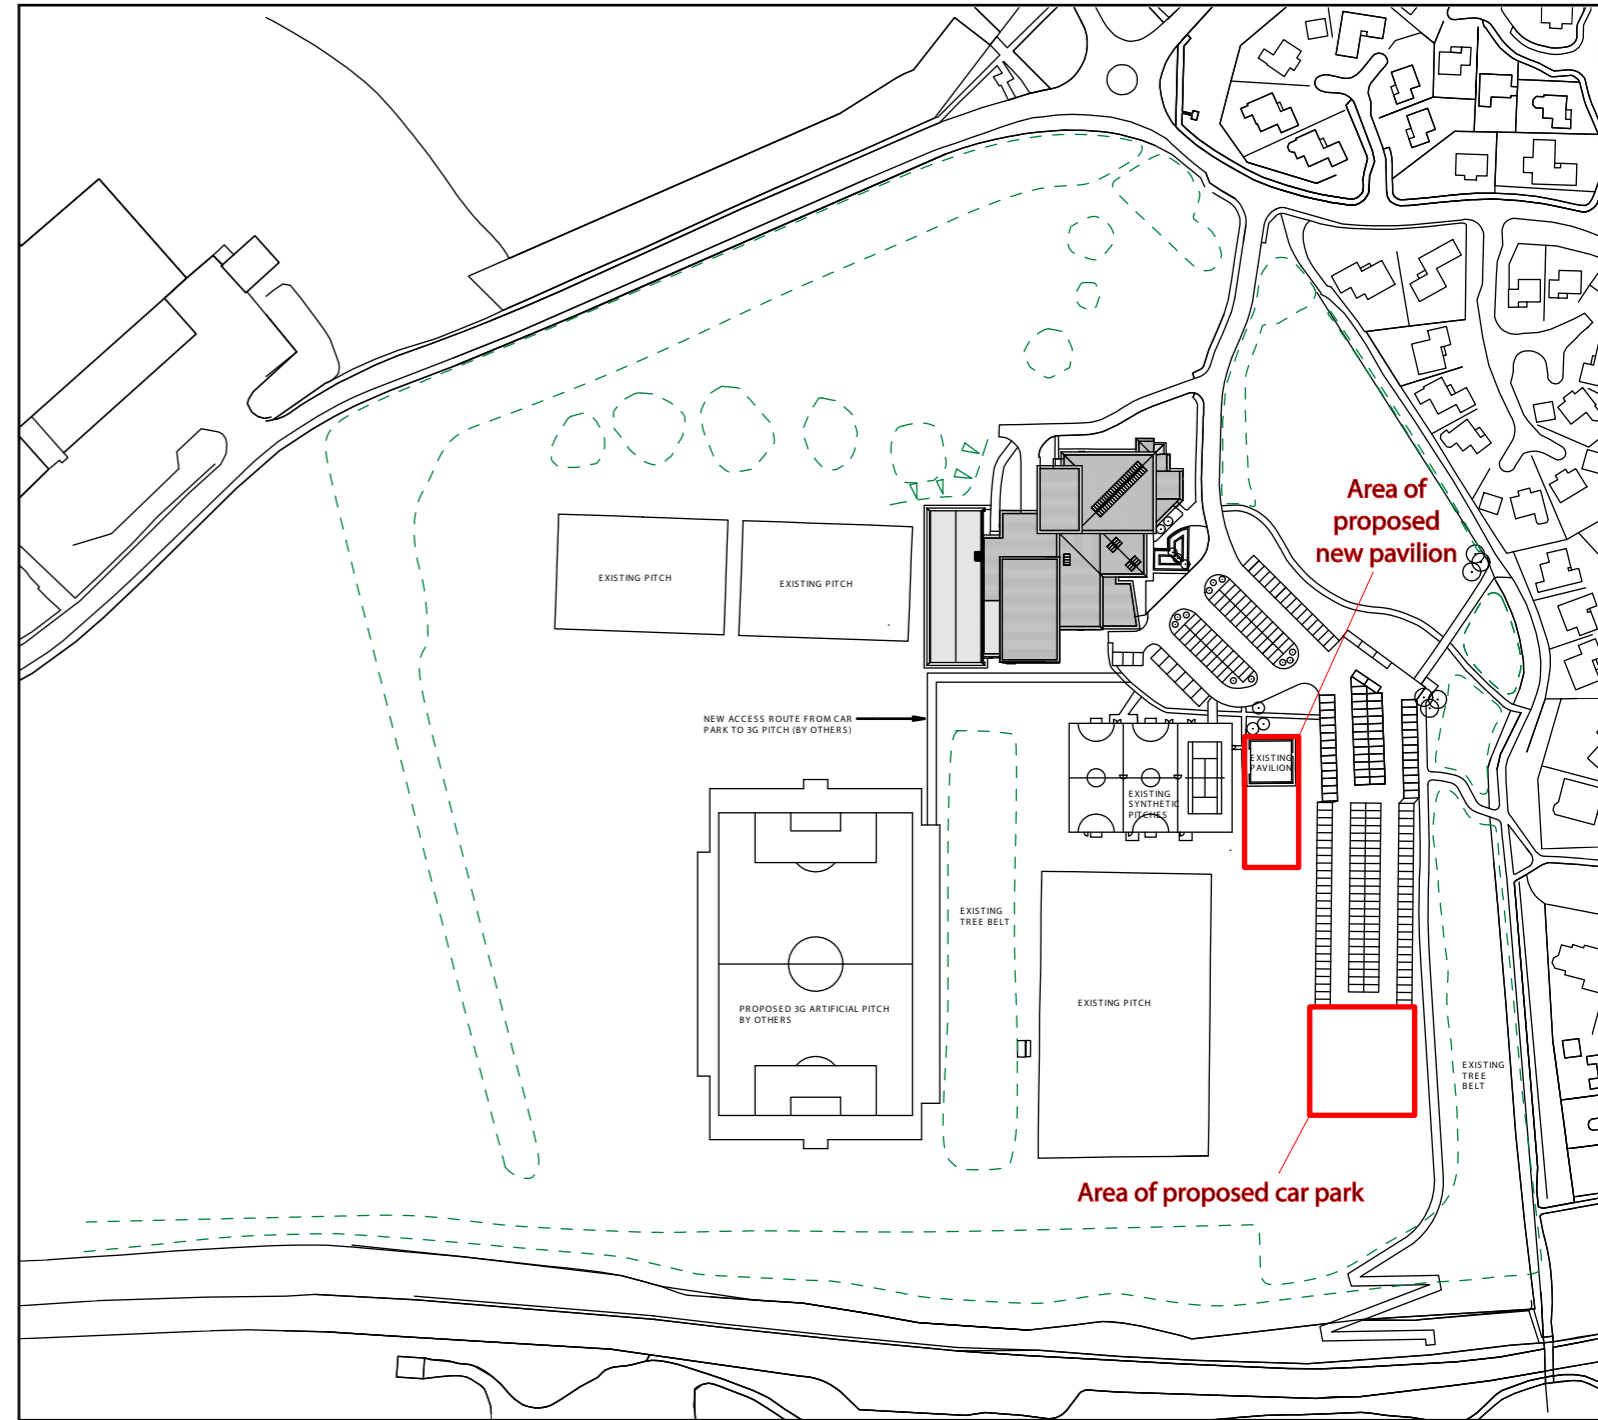 Area of
proposed
new pavilion
EXISTING PITCH
EXISTING PITCH
NEW ACCESS ROUTE FROM CAR
PARK TO 3G PITCH (BY OTHERS)
EXISTING
PAVILION
EXISTING
SYNTHETIC
PITCHES
EXISTING
TREE BELT
PROPOSED 3G ARTIFICIAL PITCH
BY OTHERS
EXISTING PITCH
EXISTING
TREE
BELT
Area of proposed car park